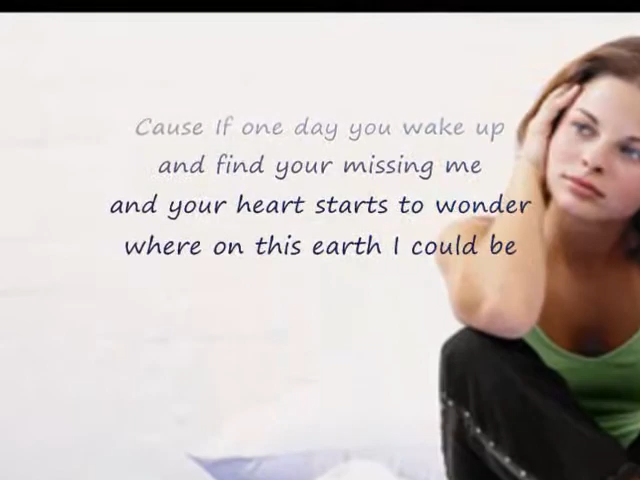 Cause If one day you wake up
and find your missing me
and your heart starts to wonder
where on this earth I could be